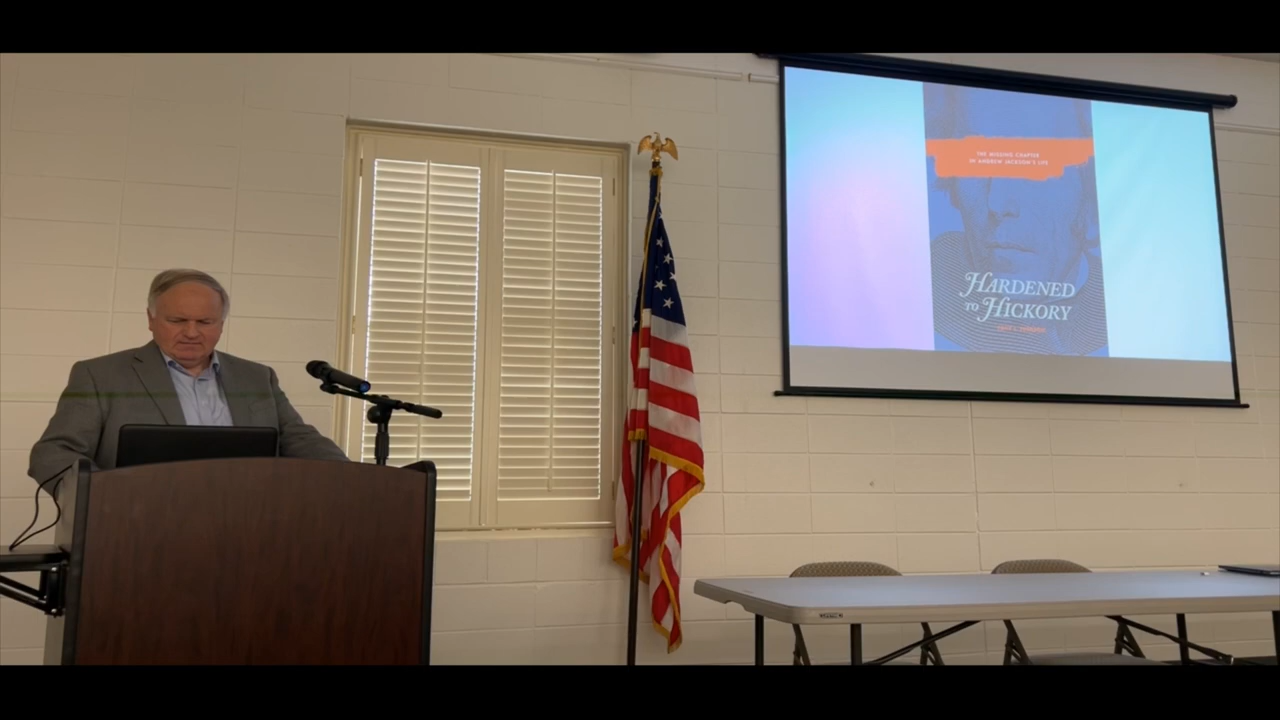 THE MISSING CHAPTER
IN ANDREW JACKSON'S LIFE
HARDENED
TO HICKORY